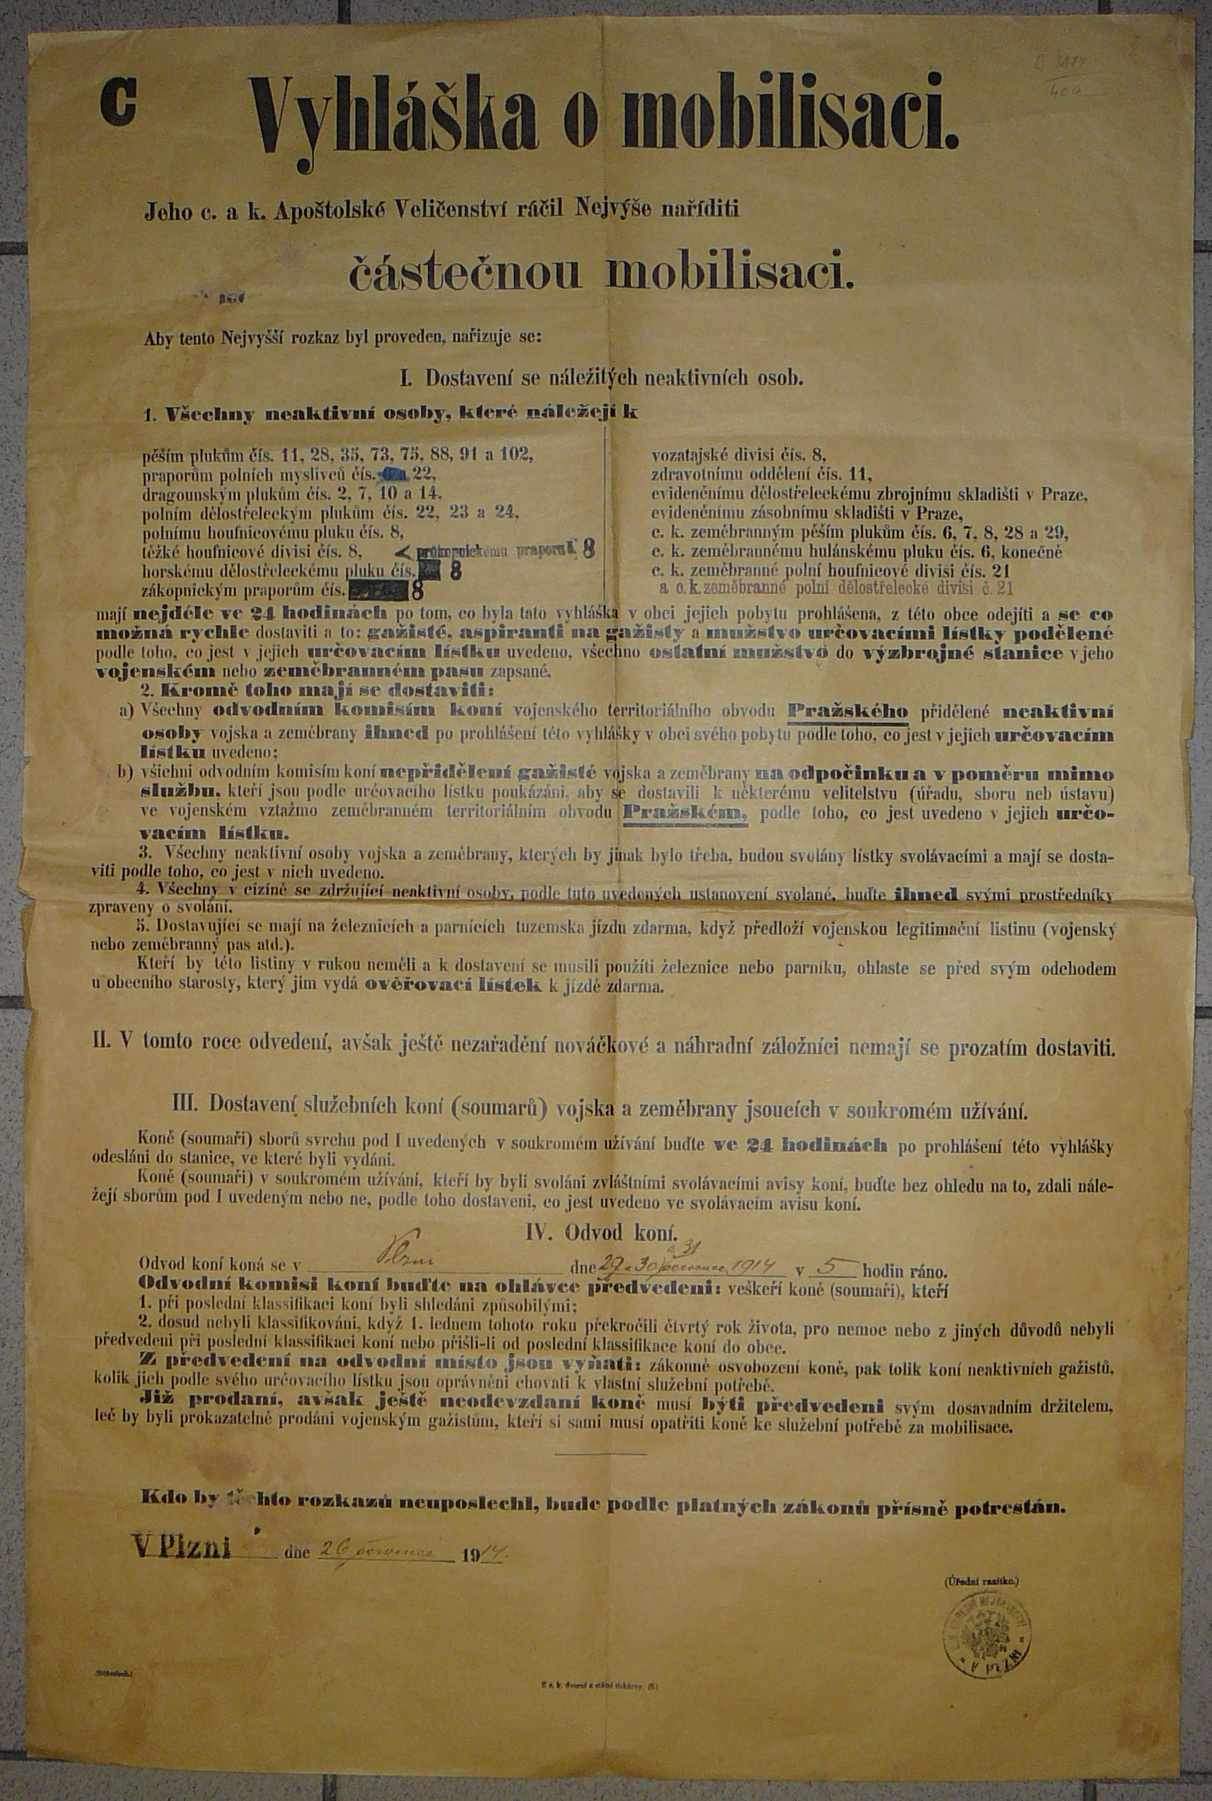 C
Vyhláška o mobilisaci.
Jeho c. a k. Apoštolské Veličenství ráčil Nejvýše naříditi
částečnou mobilisaci.
Aby tento Nejvyšší rozkaz byl proveden, nařizuje se:
I. Dostavení se náležitých neaktivních osob.
1. Všechny neaktivní osoby, které náležejí k
pěším plukům čís. 11, 28, 35, 73, 75, 88, 91 a 102,
praporům polních myslivců čís. 22,
dragounským plukům čís. 2, 7, 10 a 14,
polním dělostřeleckým plukům čís. 22, 23 a 24,
polnímu houfnicovému pluku čís. 8,
těžké houfnicové divisi čís. 8, průkopnickému praporu č. 8
horskému dělostřeleckému pluku čís. 8
zákopnickým praporům čís. 8
vozatajské divisi čís. 8,
zdravotnímu oddělení čís. 11,
evidenčnímu dělostřeleckému zbrojnímu skladišti v Praze,
evidenčnímu zásobnímu skladišti v Praze,
c. k. zeměbranným pěším plukům čís. 6, 7, 8, 28 a 29,
c. k. zeměbrannému hulánskému pluku čís. 6, konečně
c. k. zeměbranné polní houfnicové divisi čís. 21
a c. k. zeměbranné polní dělostřelecké divisi č. 21
mají nejdéle ve 24 hodinách po tom, co byla tato vyhláška v obci jejich pobytu prohlášena, z této obce odejíti a se co
možná rychle dostaviti a to: gažisté, aspiranti na gažisty a mužstvo určovacími lístky podělené
podle toho, co jest v jejich určovacím lístku uvedeno, všechno ostatní mužstvo do výzbrojné stanice v jeho
vojenském nebo zeměbranném pasu zapsané.
2. Kromě toho mají se dostaviti:
a) Všechny odvodním komisím koní vojenského territoriálního obvodu Pražského přidělené neaktivní
osoby vojska a zeměbrany ihned po prohlášení této vyhlášky v obci svého pobytu podle toho, co jest v jejich určovacím
lístku uvedeno;
b) všichni odvodním komisím koní nepřidělení gažisté vojska a zeměbrany na odpočinku a v poměru mimo
službu, kteří jsou podle určovacího lístku poukázáni, aby se dostavili k některému velitelstvu (úřadu, sboru neb ústavu)
ve vojenském vztažmo zeměbranném territoriálním obvodu Pražském, podle toho, co jest uvedeno v jejich určo-
vacím lístku.
3. Všechny neaktivní osoby vojska a zeměbrany, kterých by jinak bylo třeba, budou svolány lístky svolávacími a mají se dosta-
viti podle toho, co jest v nich uvedeno.
4. Všechny v cizině se zdržující neaktivní osoby, podle tuto uvedených ustanovení svolané, buďte ihned svými prostředníky
zpraveny o svolání.
5. Dostavující se mají na železnicích a parnících tuzemska jízdu zdarma, když předloží vojenskou legitimační listinu (vojenský
nebo zeměbranný pas atd.).
Kteří by této listiny v rukou neměli a k dostavení se musili použíti železnice nebo parníku, ohlaste se před svým odchodem
u obecního starosty, který jim vydá ověřovací lístek k jízdě zdarma.
II. V tomto roce odvedení, avšak ještě nezařadění nováčkové a náhradní záložníci nemají se prozatím dostaviti.
III. Dostavení služebních koní (soumarů) vojska a zeměbrany jsoucích v soukromém užívání.
Koně (soumaři) sborů svrchu pod I uvedených v soukromém užívání buďte ve 24 hodinách po prohlášení této vyhlášky
odesláni do stanice, ve které byli vydáni.
Koně (soumaři) v soukromém užívání, kteří by byli svoláni zvláštními svolávacími avisy koní, buďte bez ohledu na to, zdali nále-
žejí sborům pod I uvedeným nebo ne, podle toho dostaveni, co jest uvedeno ve svolávacím avisu koní.
IV. Odvod koní.
Odvod koní koná se v Plzni dne 29 a 30 a 31 července 1914 v 5 hodin ráno.
Odvodní komisi koní buďte na ohlávce předvedeni: veškeří koně (soumaři), kteří
1. při poslední klassifikaci koní byli shledáni způsobilými;
2. dosud nebyli klassifikováni, když 1. lednem tohoto roku překročili čtvrtý rok života, pro nemoc nebo z jiných důvodů nebyli
předvedeni při poslední klassifikaci koní nebo přišli-li od poslední klassifikace koní do obce.
Z předvedení na odvodní místo jsou vyňati: zákonně osvobození koně, pak tolik koní neaktivních gažistů,
kolik jich podle svého určovacího lístku jsou oprávněni chovati k vlastní služební potřebě.
Již prodaní, avšak ještě neodevzdaní koně musí býti předvedeni svým dosavadním držitelem,
leč by byli prokazatelně prodáni vojenským gažistům, kteří si sami musí opatřiti koně ke služební potřebě za mobilisace.
Kdo by těchto rozkazů neuposlechl, bude podle platných zákonů přísně potrestán.
V Plzni dne 26 července 1914.
(Úřední razítko.)